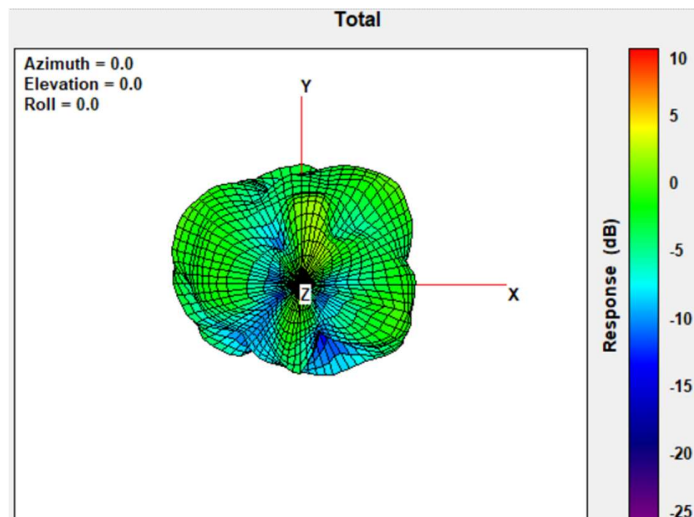 Total
Azimuth = 0.0
Elevation = 0.0
Roll = 0.0
Y
Z
X
Response (dB)
10
5
0
-5
-10
-15
-20
-25